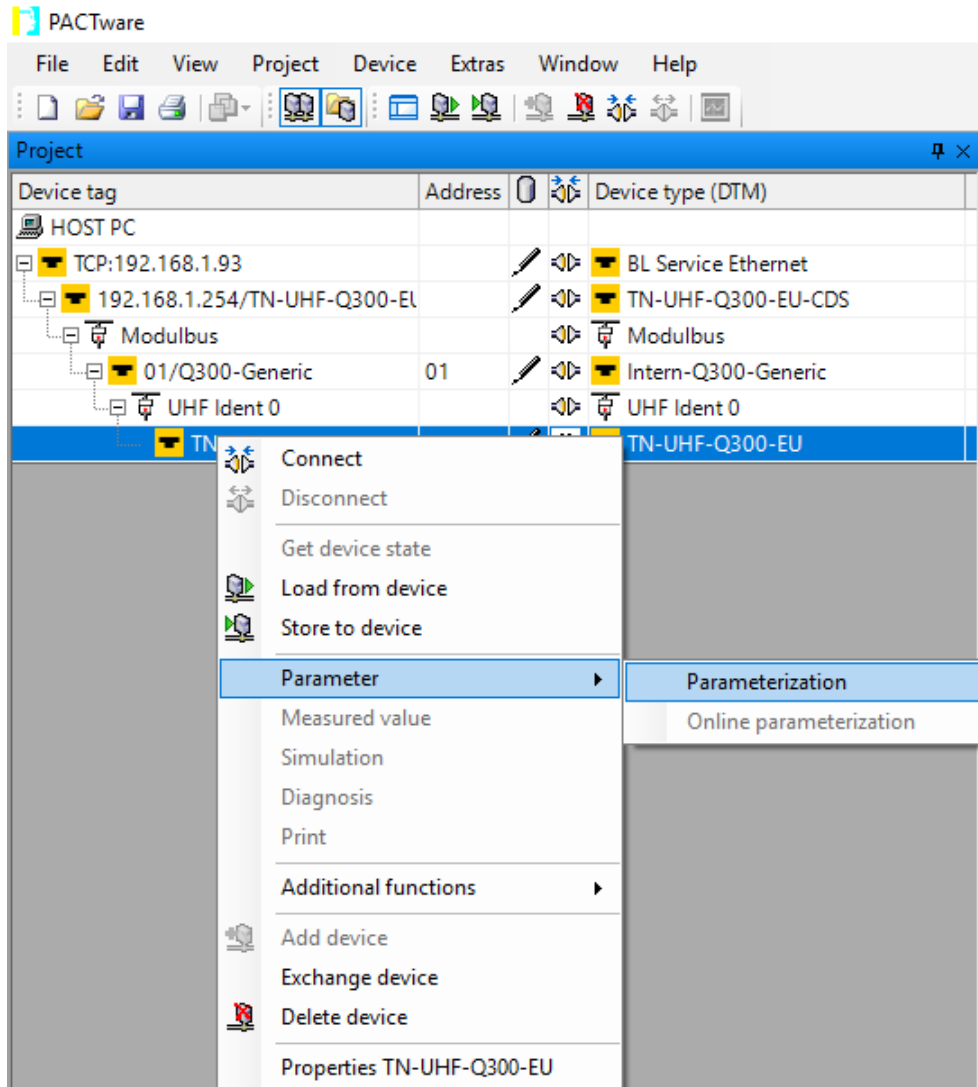 PACTware
File Edit View Project Device Extras Window Help
Project
Device tag Address Device type (DTM)
HOST PC
TCP:192.168.1.93 BL Service Ethernet
192.168.1.254/TN-UHF-Q300-EU TN-UHF-Q300-EU-CDS
Modulbus Modulbus
01/Q300-Generic 01 Intern-Q300-Generic
UHF Ident 0 UHF Ident 0
TN TN-UHF-Q300-EU
Connect
Disconnect
Get device state
Load from device
Store to device
Parameter Parameterization
Measured value Online parameterization
Simulation
Diagnosis
Print
Additional functions
Add device
Exchange device
Delete device
Properties TN-UHF-Q300-EU